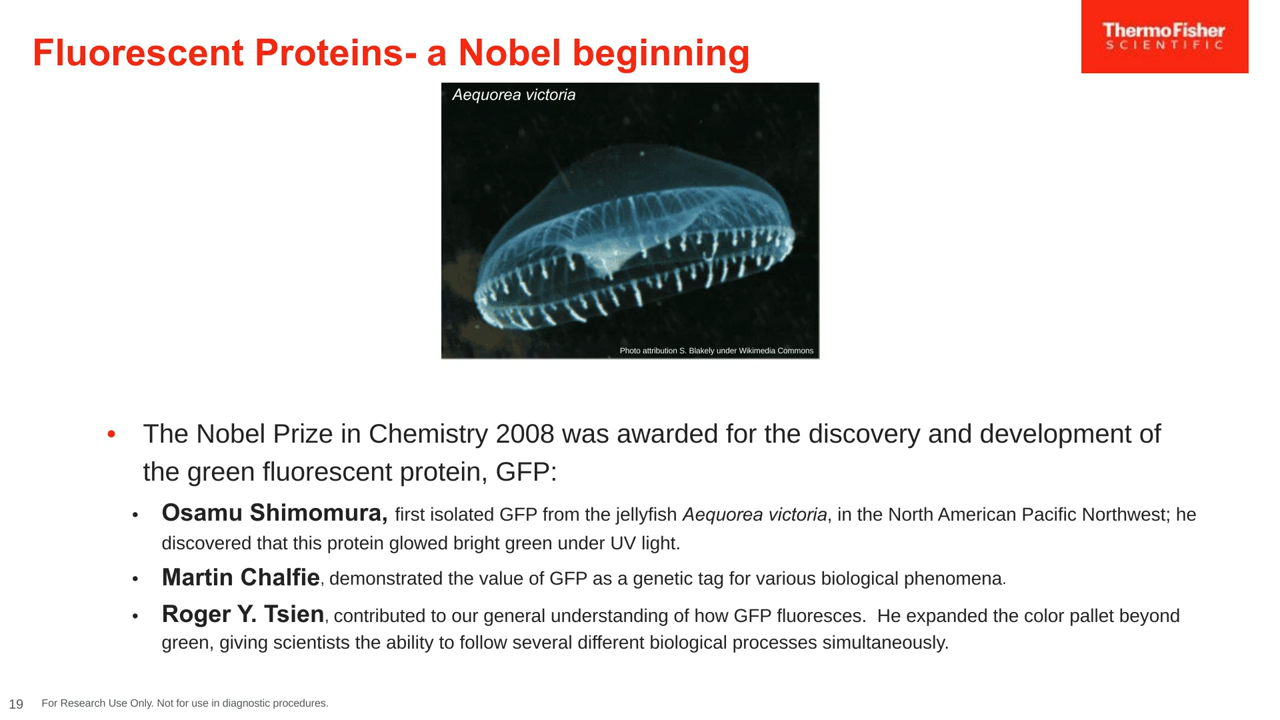 Fluorescent Proteins- a Nobel beginning
ThermoFisher
SCIENTIFIC
Aequorea victoria
Photo attribution S. Blakely under Wikimedia Commons
• The Nobel Prize in Chemistry 2008 was awarded for the discovery and development of
the green fluorescent protein, GFP:
• Osamu Shimomura, first isolated GFP from the jellyfish Aequorea victoria, in the North American Pacific Northwest; he
discovered that this protein glowed bright green under UV light.
• Martin Chalfie, demonstrated the value of GFP as a genetic tag for various biological phenomena.
• Roger Y. Tsien, contributed to our general understanding of how GFP fluoresces. He expanded the color pallet beyond
green, giving scientists the ability to follow several different biological processes simultaneously.
19 For Research Use Only. Not for use in diagnostic procedures.